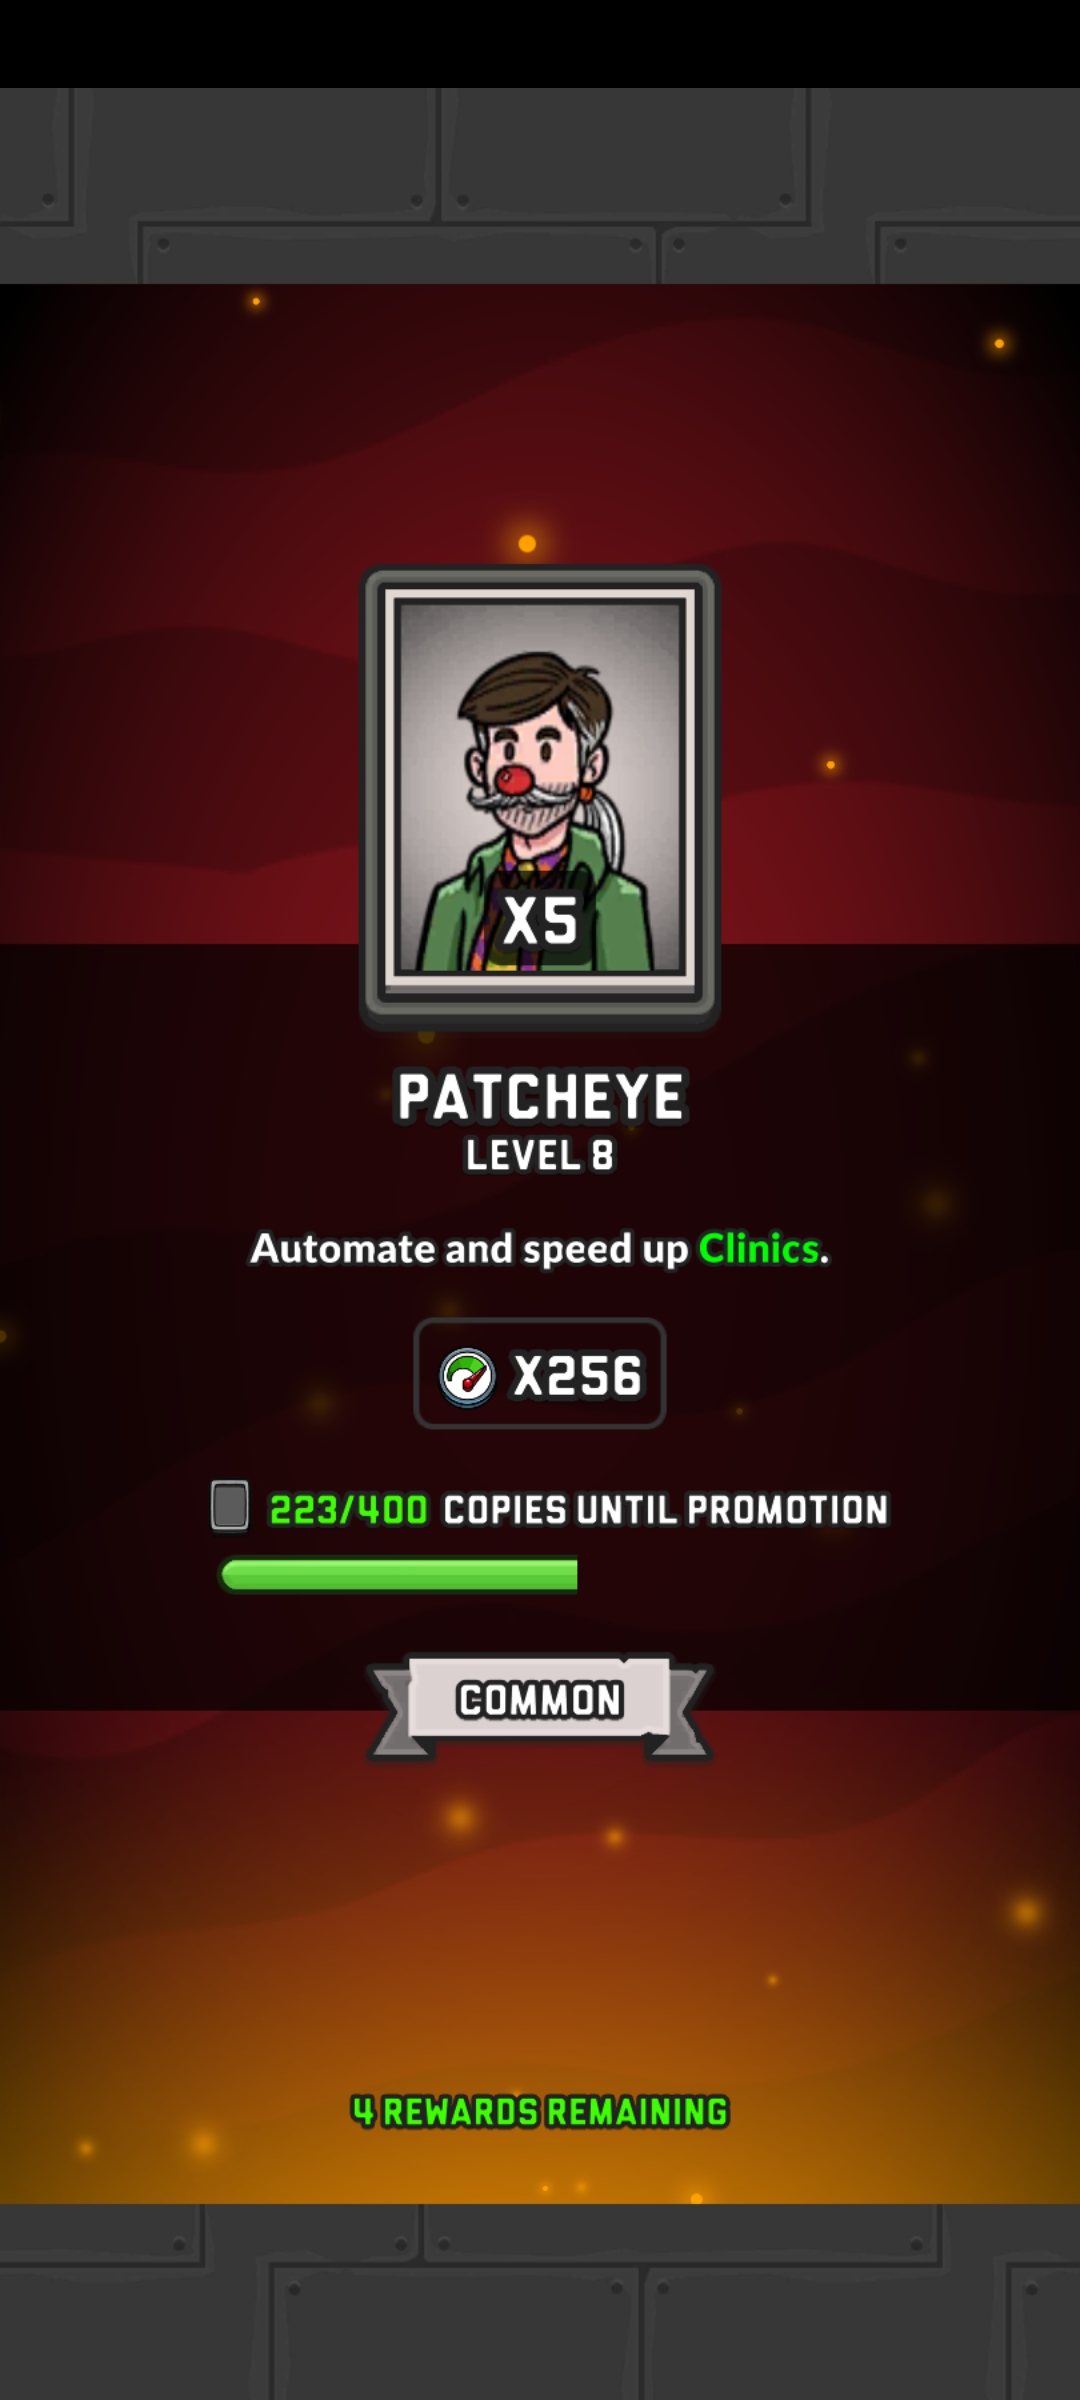 X5
PATCHEYE
LEVEL 8
Automate and speed up Clinics.
X256
223/400 COPIES UNTIL PROMOTION
COMMON
4 REWARDS REMAINING